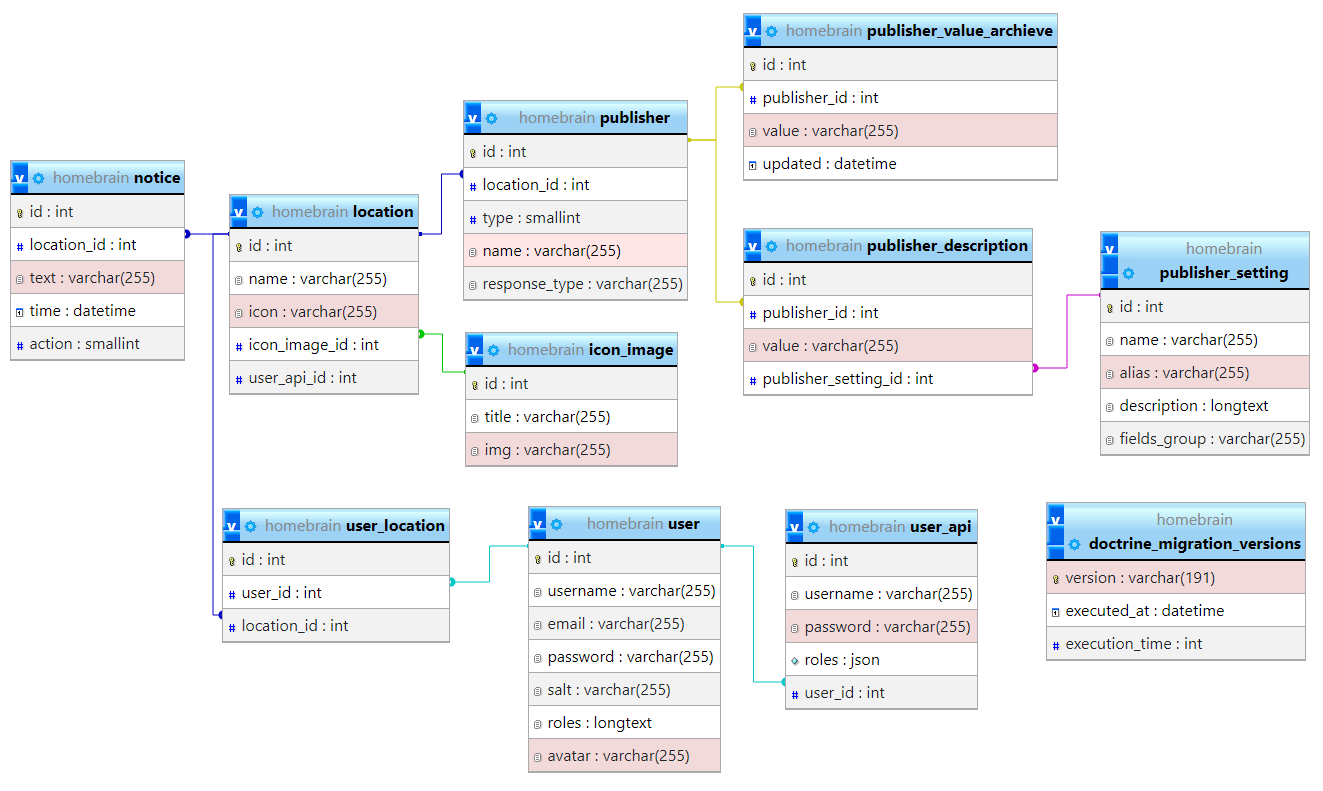 v homebrain publisher_value_archieve
id : int
publisher_id : int
value : varchar(255)
updated : datetime
v homebrain publisher
id : int
location_id : int
type : smallint
name : varchar(255)
response_type : varchar(255)
v homebrain notice
id : int
location_id : int
text : varchar(255)
time : datetime
action : smallint
v homebrain location
id : int
name : varchar(255)
icon : varchar(255)
icon_image_id : int
user_api_id : int
v homebrain publisher_description
id : int
publisher_id : int
value : varchar(255)
publisher_setting_id : int
v homebrain
publisher_setting
id : int
name : varchar(255)
alias : varchar(255)
description : longtext
fields_group : varchar(255)
v homebrain icon_image
id : int
title : varchar(255)
img : varchar(255)
v homebrain user_location
id : int
user_id : int
location_id : int
v homebrain user
id : int
username : varchar(255)
email : varchar(255)
password : varchar(255)
salt : varchar(255)
roles : longtext
avatar : varchar(255)
v homebrain user_api
id : int
username : varchar(255)
password : varchar(255)
roles : json
user_id : int
v homebrain
doctrine_migration_versions
version : varchar(191)
executed_at : datetime
execution_time : int